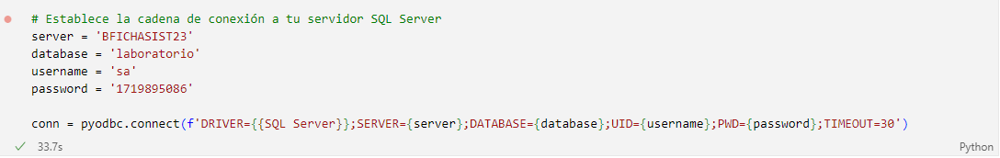 # Establece la cadena de conexión a tu servidor SQL Server
server = 'BFICHASIST23'
database = 'laboratorio'
username = 'sa'
password = '1719895086'
conn = pyodbc.connect(f'DRIVER={{SQL Server}};SERVER={server};DATABASE={database};UID={username};PWD={password};TIMEOUT=30')
33.7s
Python